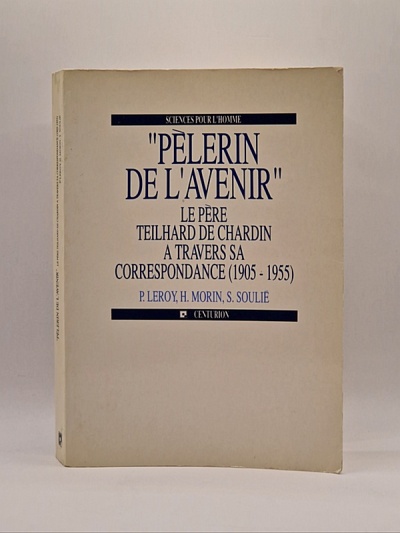 SCIENCES POUR L'HOMME
"PÈLERIN
DE L'AVENIR"
LE PÈRE
TEILHARD DE CHARDIN
A TRAVERS SA
CORRESPONDANCE (1905 - 1955)
P. LEROY, H. MORIN, S. SOULIÉ
CENTURION